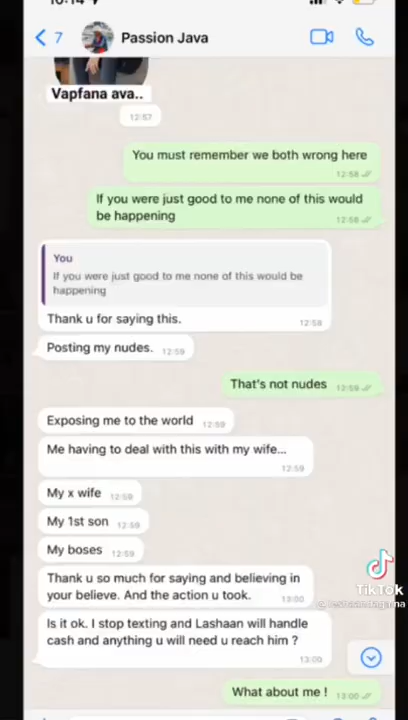 7 Passion Java
Vapfana ava..
12:57
You must remember we both wrong here
12:58
If you were just good to me none of this would
be happening
12:58
You
If you were just good to me none of this would be
happening
Thank u for saying this.
12:58
Posting my nudes. 12:59
That's not nudes 12:59
Exposing me to the world 12:59
Me having to deal with this with my wife...
12:59
My x wife 12:59
My 1st son 12:59
My boses 12:59
Thank u so much for saying and believing in
your believe. And the action u took. 13:00
Is it ok. I stop texting and Lashaan will handle
cash and anything u will need u reach him ?
13:00
TikTok
What about me ! 13:00